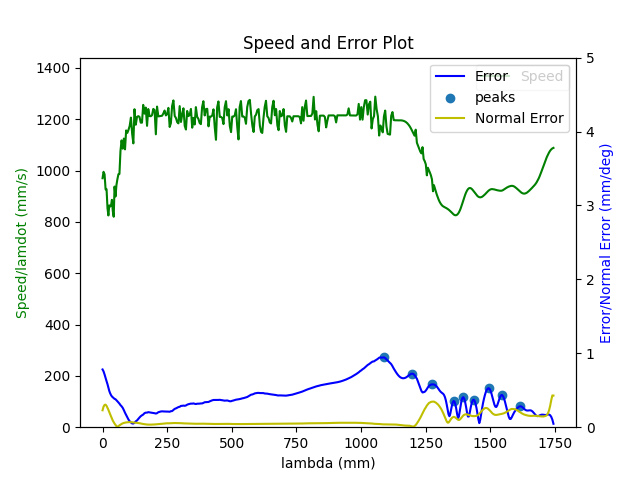 Speed and Error Plot
Speed
Error
peaks
Normal Error
Speed/lamdot (mm/s)
1400
1200
1000
800
600
400
200
0
5
4
3
2
1
0
Error/Normal Error (mm/deg)
0
250
500
750
1000
1250
1500
1750
lambda (mm)